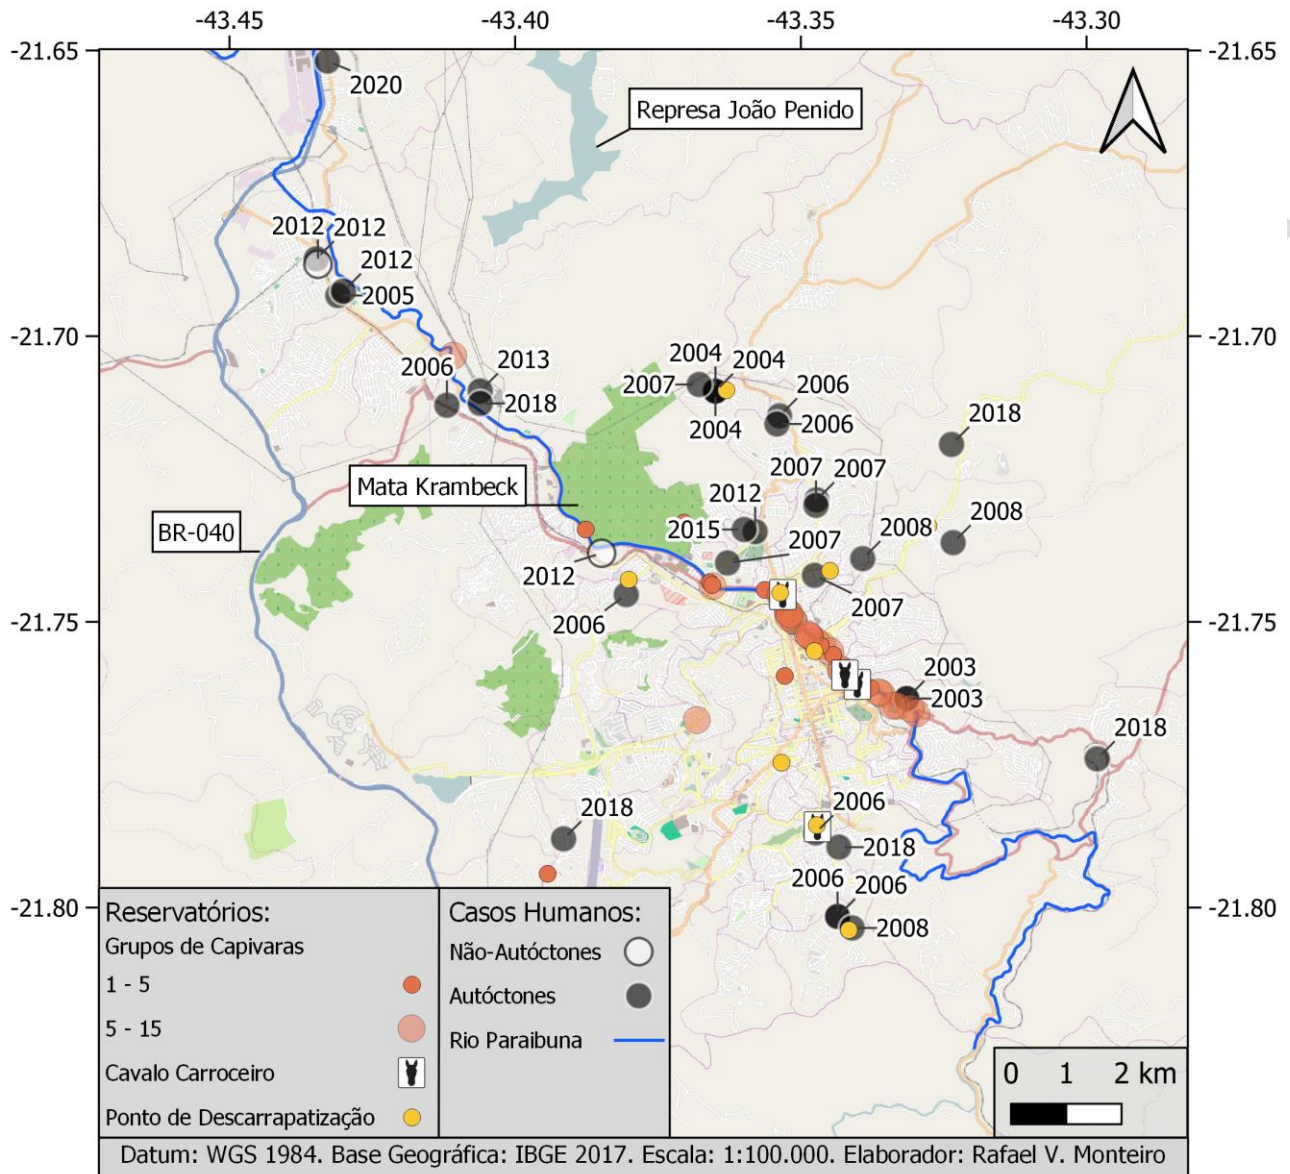 -43.45 -43.40 -43.35 -43.30
-21.65 -21.65
2020
Represa João Penido
2012 2012
2012
2005
-21.70 -21.70
2013
2006
2018
2004 2004
2007
2004
2006
2006
2018
2007 2007
Mata Krambeck
2012
2015
2008
2008
BR-040
2007
2012
2007
2006
-21.75 -21.75
2003
2003
2018
2018
2006
2018
2006 2006
2008
-21.80 -21.80
Reservatórios:
Grupos de Capivaras
1 - 5
5 - 15
Cavalo Carroceiro
Ponto de Descarrapatização
Casos Humanos:
Não-Autóctones
Autóctones
Rio Paraibuna
0 1 2 km
Datum: WGS 1984. Base Geográfica: IBGE 2017. Escala: 1:100.000. Elaborador: Rafael V. Monteiro